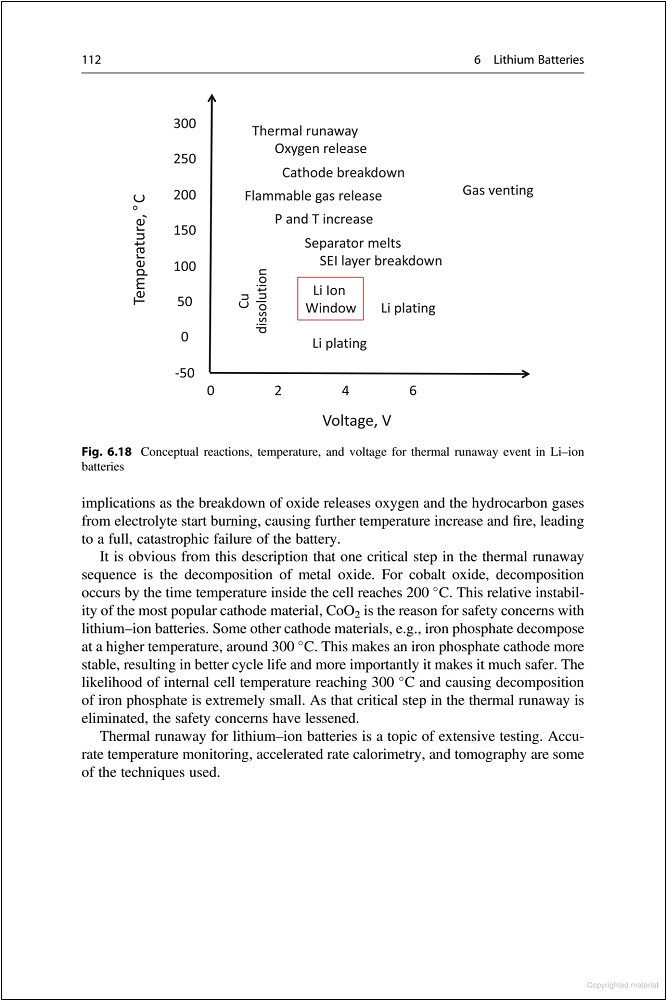 112
6 Lithium Batteries
300
Thermal runaway
Oxygen release
250
Cathode breakdown
200
Flammable gas release
Gas venting
P and T increase
150
Separator melts
SEI layer breakdown
100
Temperature, °C
Cu
dissolution
Li Ion
Window
50
Li plating
0
Li plating
-50
0 2 4 6
Voltage, V
Fig. 6.18 Conceptual reactions, temperature, and voltage for thermal runaway event in Li–ion
batteries
implications as the breakdown of oxide releases oxygen and the hydrocarbon gases
from electrolyte start burning, causing further temperature increase and fire, leading
to a full, catastrophic failure of the battery.
It is obvious from this description that one critical step in the thermal runaway
sequence is the decomposition of metal oxide. For cobalt oxide, decomposition
occurs by the time temperature inside the cell reaches 200 °C. This relative instabil-
ity of the most popular cathode material, CoO₂ is the reason for safety concerns with
lithium–ion batteries. Some other cathode materials, e.g., iron phosphate decompose
at a higher temperature, around 300 °C. This makes an iron phosphate cathode more
stable, resulting in better cycle life and more importantly it makes it much safer. The
likelihood of internal cell temperature reaching 300 °C and causing decomposition
of iron phosphate is extremely small. As that critical step in the thermal runaway is
eliminated, the safety concerns have lessened.
Thermal runaway for lithium–ion batteries is a topic of extensive testing. Accu-
rate temperature monitoring, accelerated rate calorimetry, and tomography are some
of the techniques used.
Copyrighted material